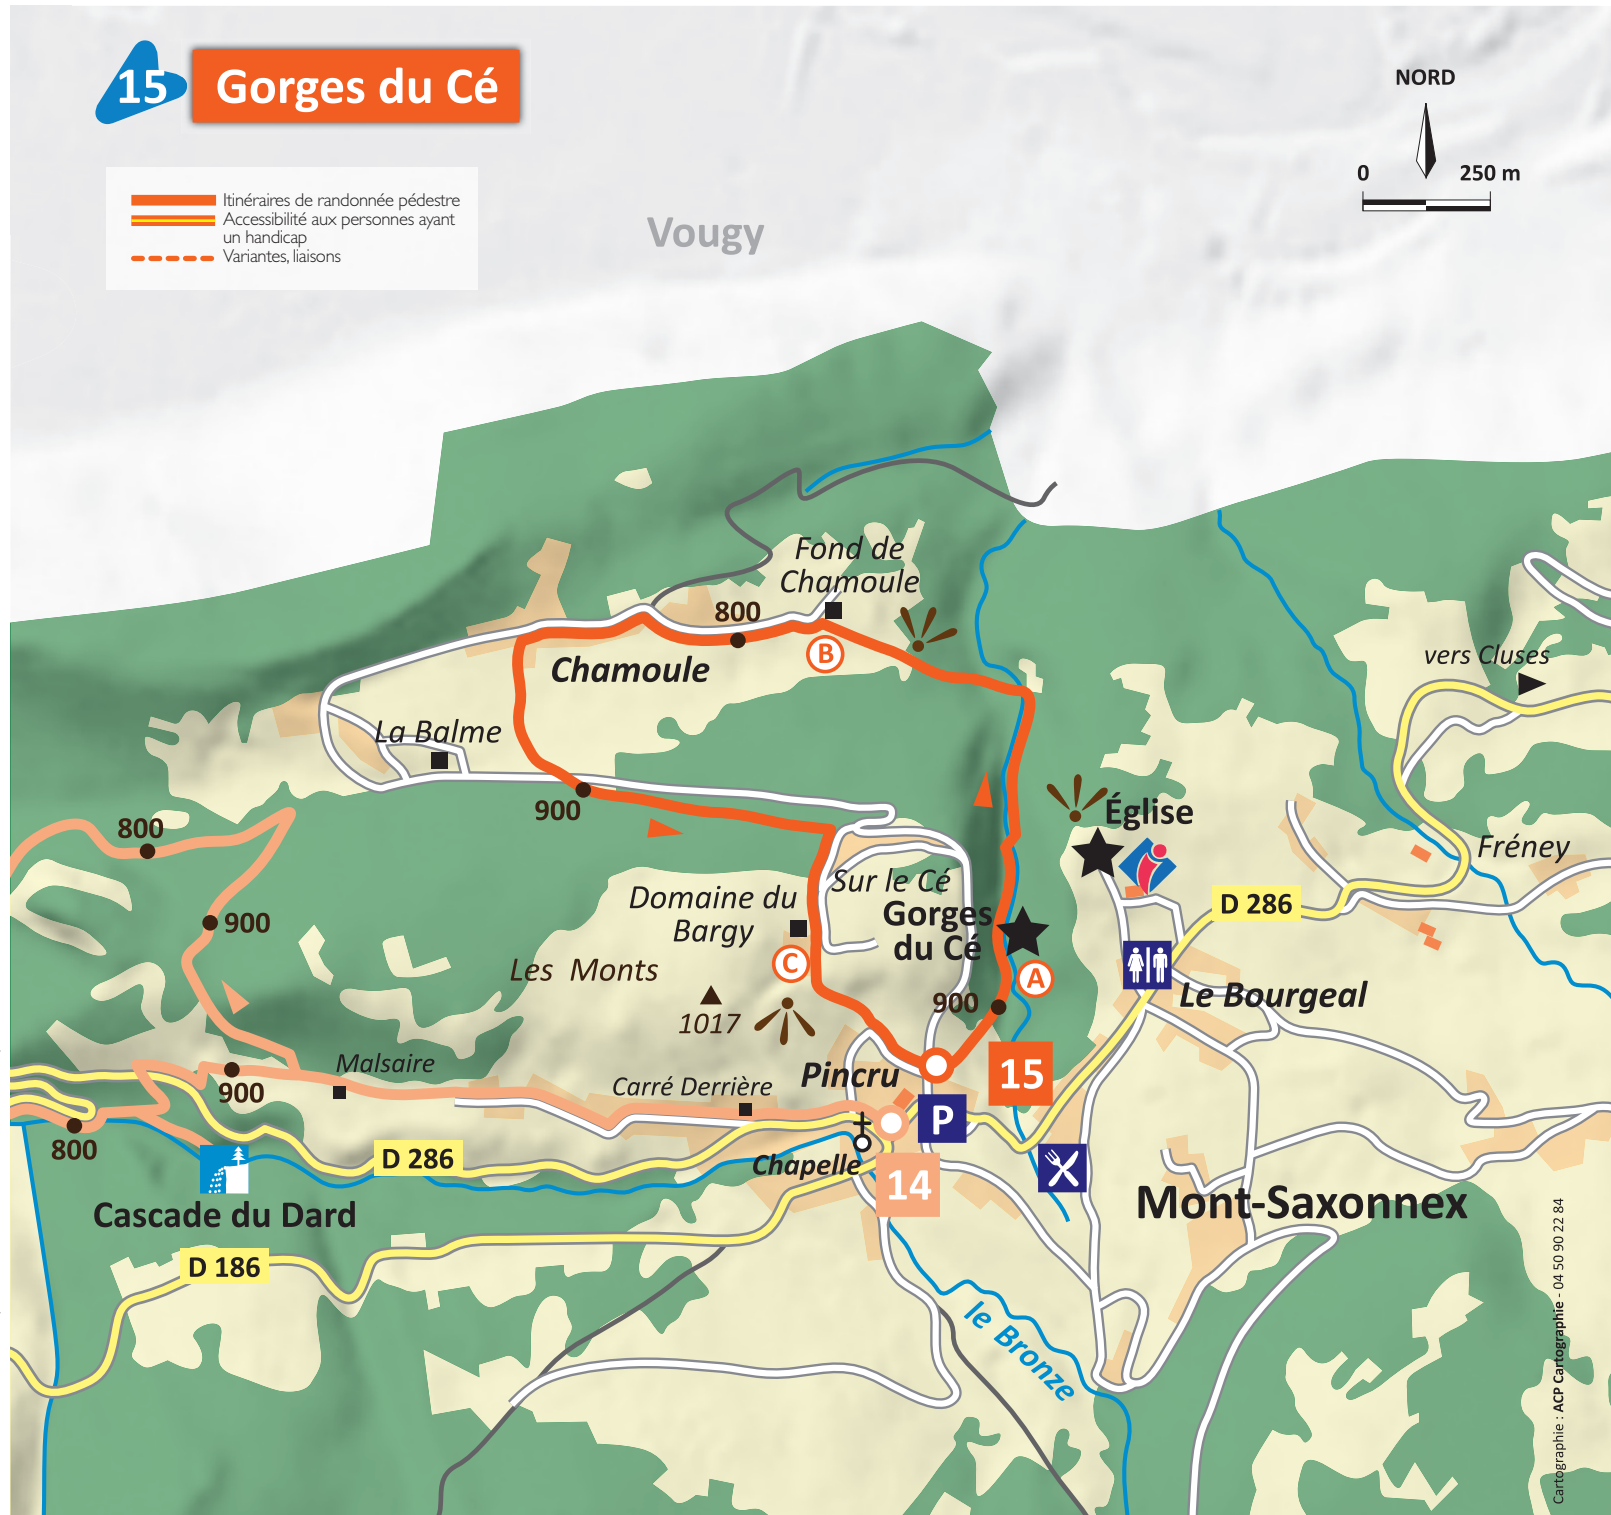 15
Gorges du Cé
NORD
0 250 m
Itinéraires de randonnée pédestre
Accessibilité aux personnes ayant
un handicap
Variantes, liaisons
Vougy
Fond de
Chamoule
800
B
Chamoule
vers Cluses
La Balme
900
800
Église
Fréney
Sur le Cé
Domaine du
Bargy
Gorges
du Cé
D 286
900
Les Monts
C
A
1017
900
Le Bourgeal
Malsaire
Pincru
15
900
Carré Derrière
P
800
D 286
Chapelle
14
Cascade du Dard
Mont-Saxonnex
D 186
le Bronze
Cartographie : ACP Cartographie - 04 50 90 22 84